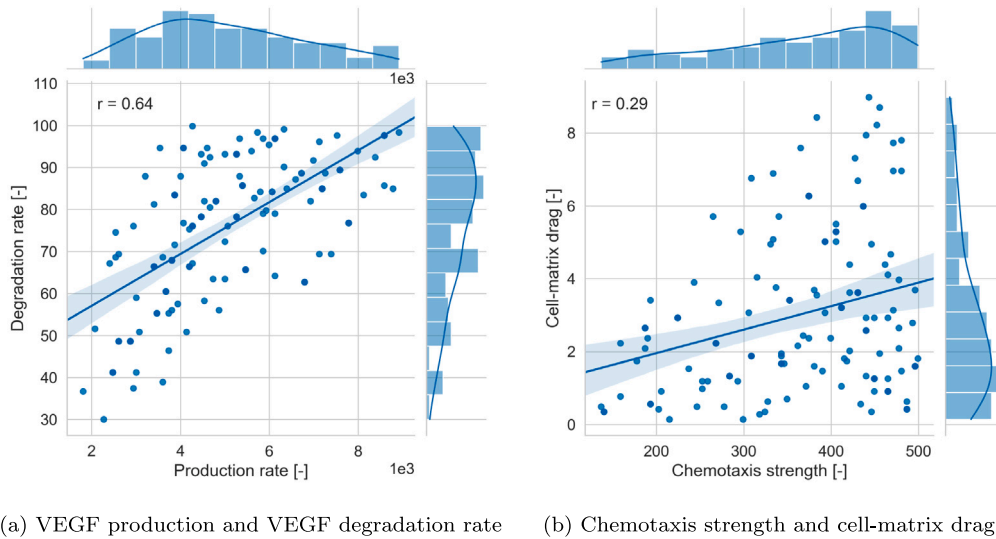 1e3
110
100
90
80
70
60
50
40
30
r = 0.64
Degradation rate [-]
2
4
6
8
Production rate [-]
1e3
8
6
4
2
0
r = 0.29
Cell-matrix drag [-]
200
300
400
500
Chemotaxis strength [-]
(a) VEGF production and VEGF degradation rate
(b) Chemotaxis strength and cell-matrix drag